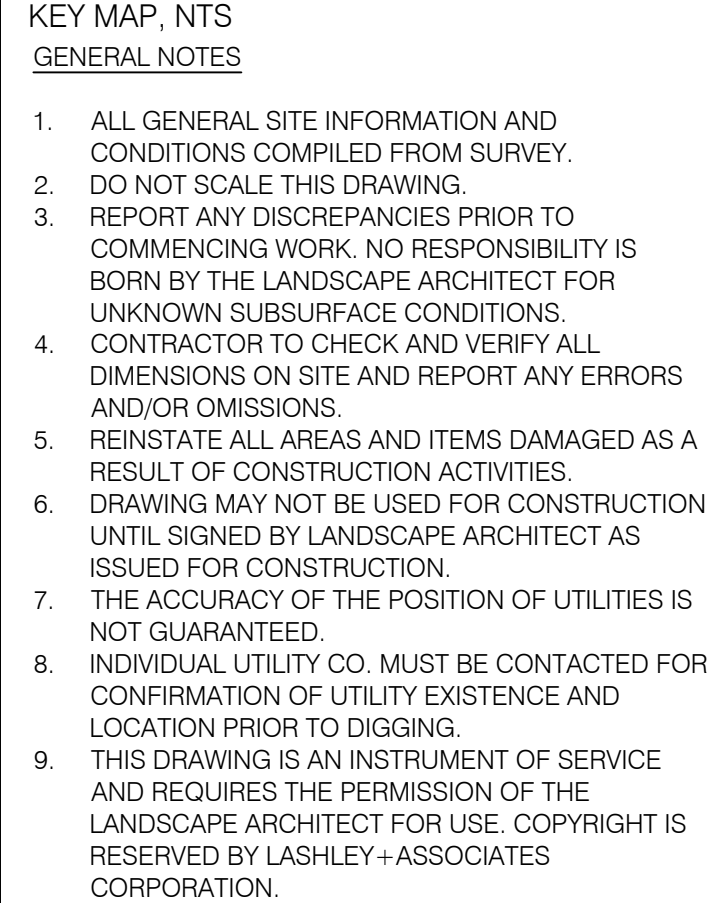 KEY MAP, NTS
GENERAL NOTES
1. ALL GENERAL SITE INFORMATION AND
CONDITIONS COMPILED FROM SURVEY.
2. DO NOT SCALE THIS DRAWING.
3. REPORT ANY DISCREPANCIES PRIOR TO
COMMENCING WORK. NO RESPONSIBILITY IS
BORN BY THE LANDSCAPE ARCHITECT FOR
UNKNOWN SUBSURFACE CONDITIONS.
4. CONTRACTOR TO CHECK AND VERIFY ALL
DIMENSIONS ON SITE AND REPORT ANY ERRORS
AND/OR OMISSIONS.
5. REINSTATE ALL AREAS AND ITEMS DAMAGED AS A
RESULT OF CONSTRUCTION ACTIVITIES.
6. DRAWING MAY NOT BE USED FOR CONSTRUCTION
UNTIL SIGNED BY LANDSCAPE ARCHITECT AS
ISSUED FOR CONSTRUCTION.
7. THE ACCURACY OF THE POSITION OF UTILITIES IS
NOT GUARANTEED.
8. INDIVIDUAL UTILITY CO. MUST BE CONTACTED FOR
CONFIRMATION OF UTILITY EXISTENCE AND
LOCATION PRIOR TO DIGGING.
9. THIS DRAWING IS AN INSTRUMENT OF SERVICE
AND REQUIRES THE PERMISSION OF THE
LANDSCAPE ARCHITECT FOR USE. COPYRIGHT IS
RESERVED BY LASHLEY+ASSOCIATES
CORPORATION.